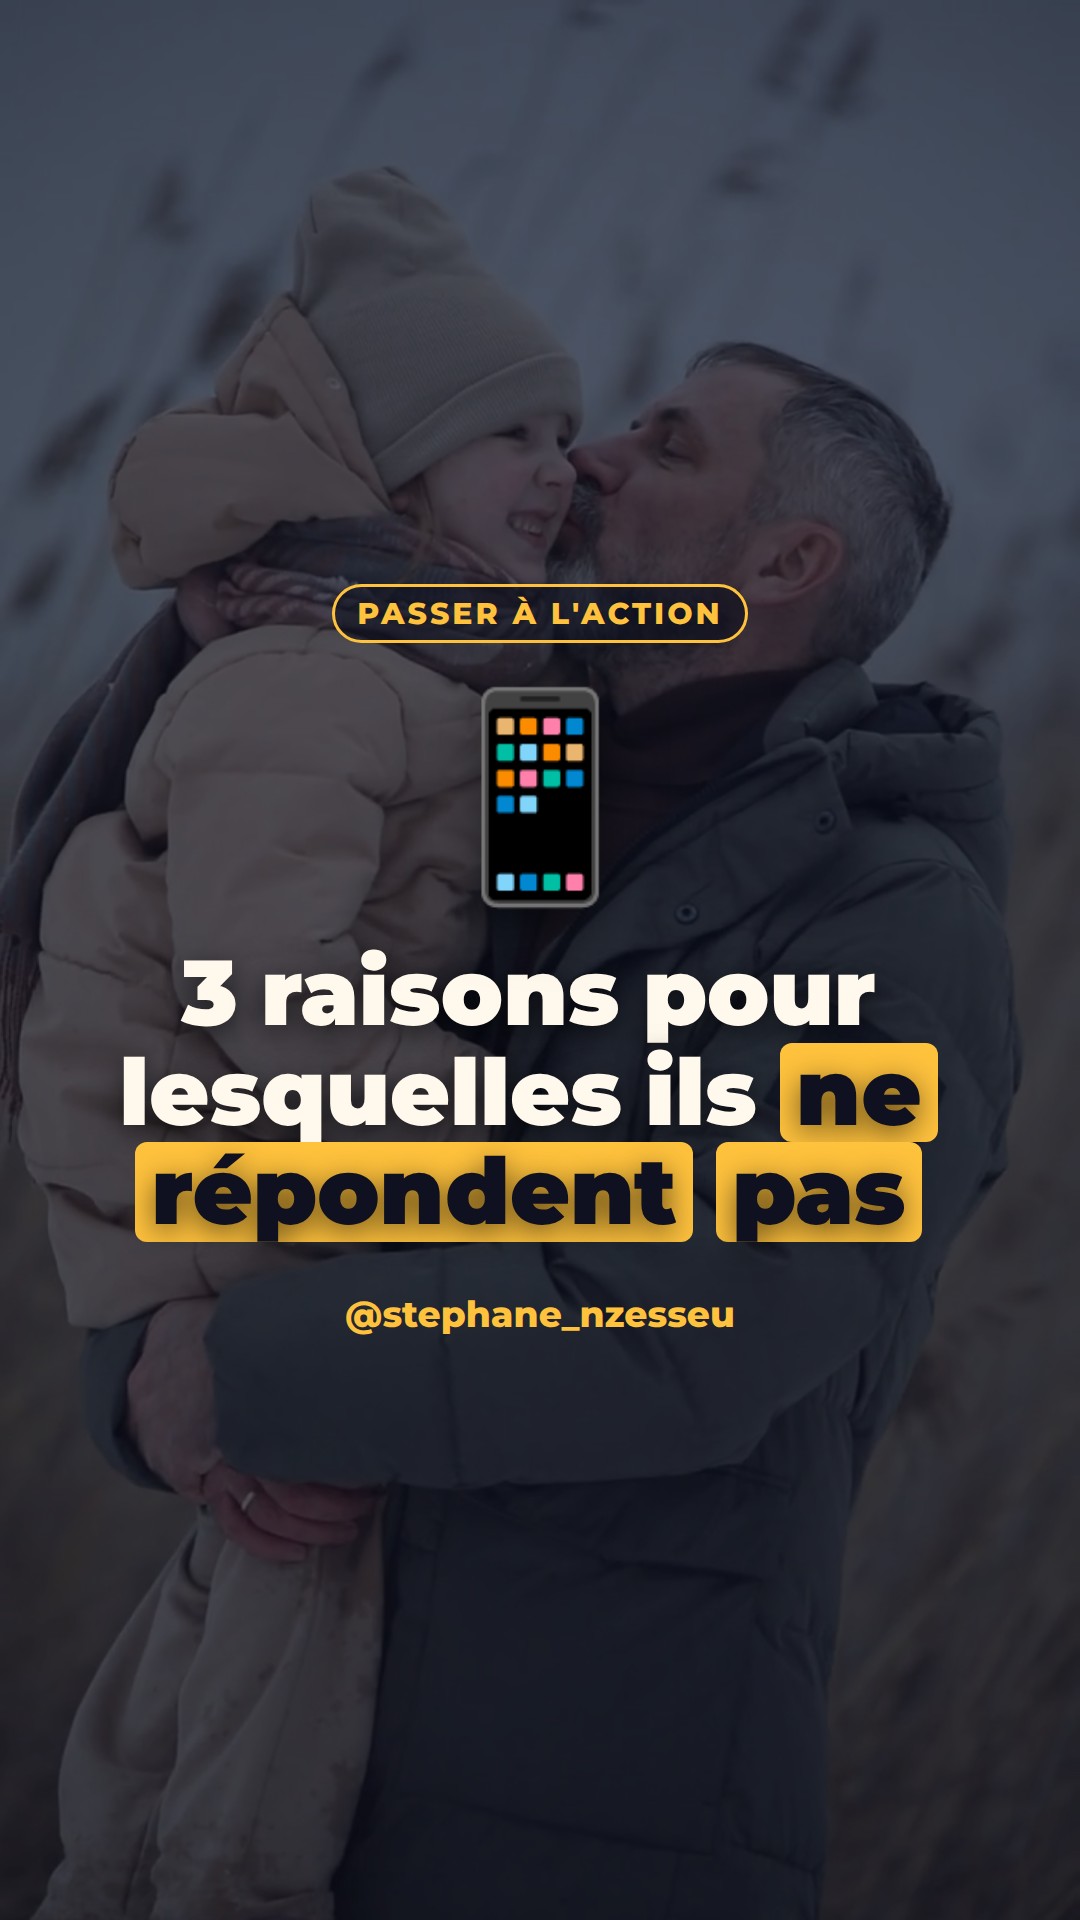 PASSER À L'ACTION
3 raisons pour
lesquelles ils ne
répondent pas
@stephane_nzesseu